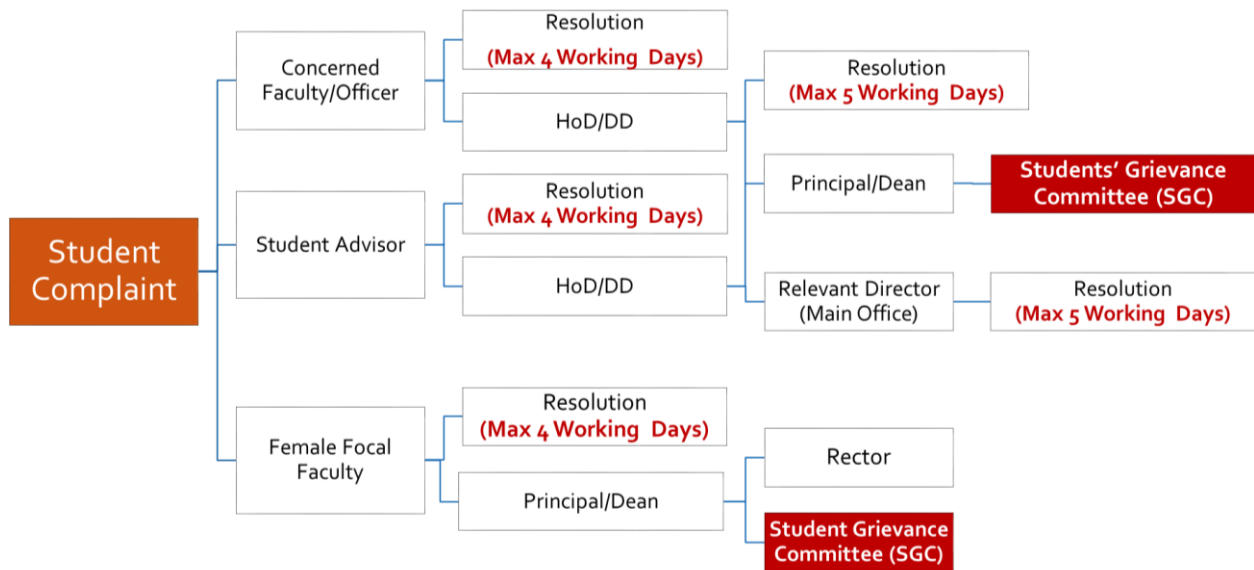 Student
Complaint
Concerned
Faculty/Officer
Resolution
(Max 4 Working Days)
HoD/DD
Resolution
(Max 5 Working Days)
Principal/Dean
Students' Grievance
Committee (SGC)
Student Advisor
Resolution
(Max 4 Working Days)
HoD/DD
Relevant Director
(Main Office)
Resolution
(Max 5 Working Days)
Female Focal
Faculty
Resolution
(Max 4 Working Days)
Principal/Dean
Rector
Student Grievance
Committee (SGC)